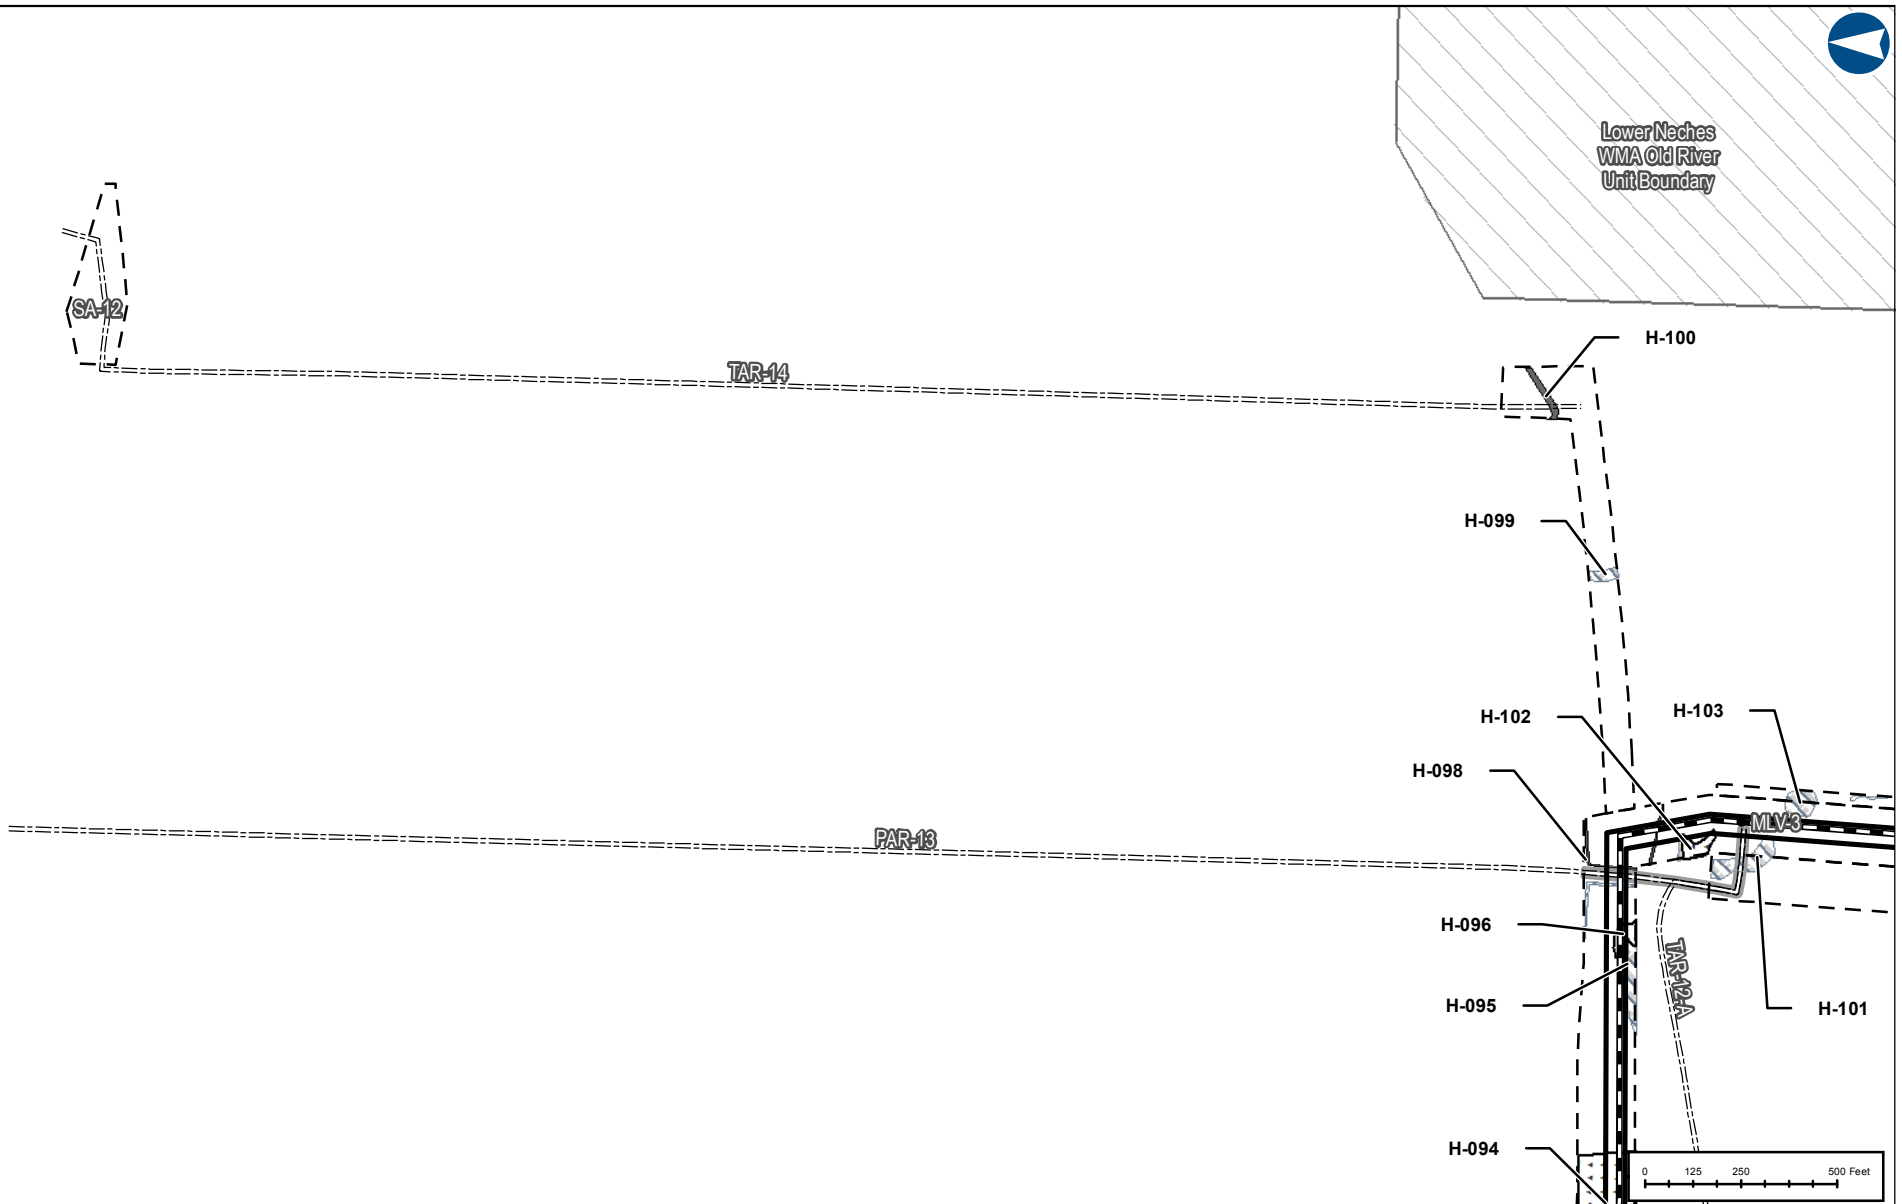 Lower Neches
WMA Old River
Unit Boundary
SA-12
H-100
TAR-14
H-099
H-102
H-103
H-098
MLV-3
PAR-13
H-096
TAR-12-A
H-095
H-101
H-094
0 125 250 500 Feet